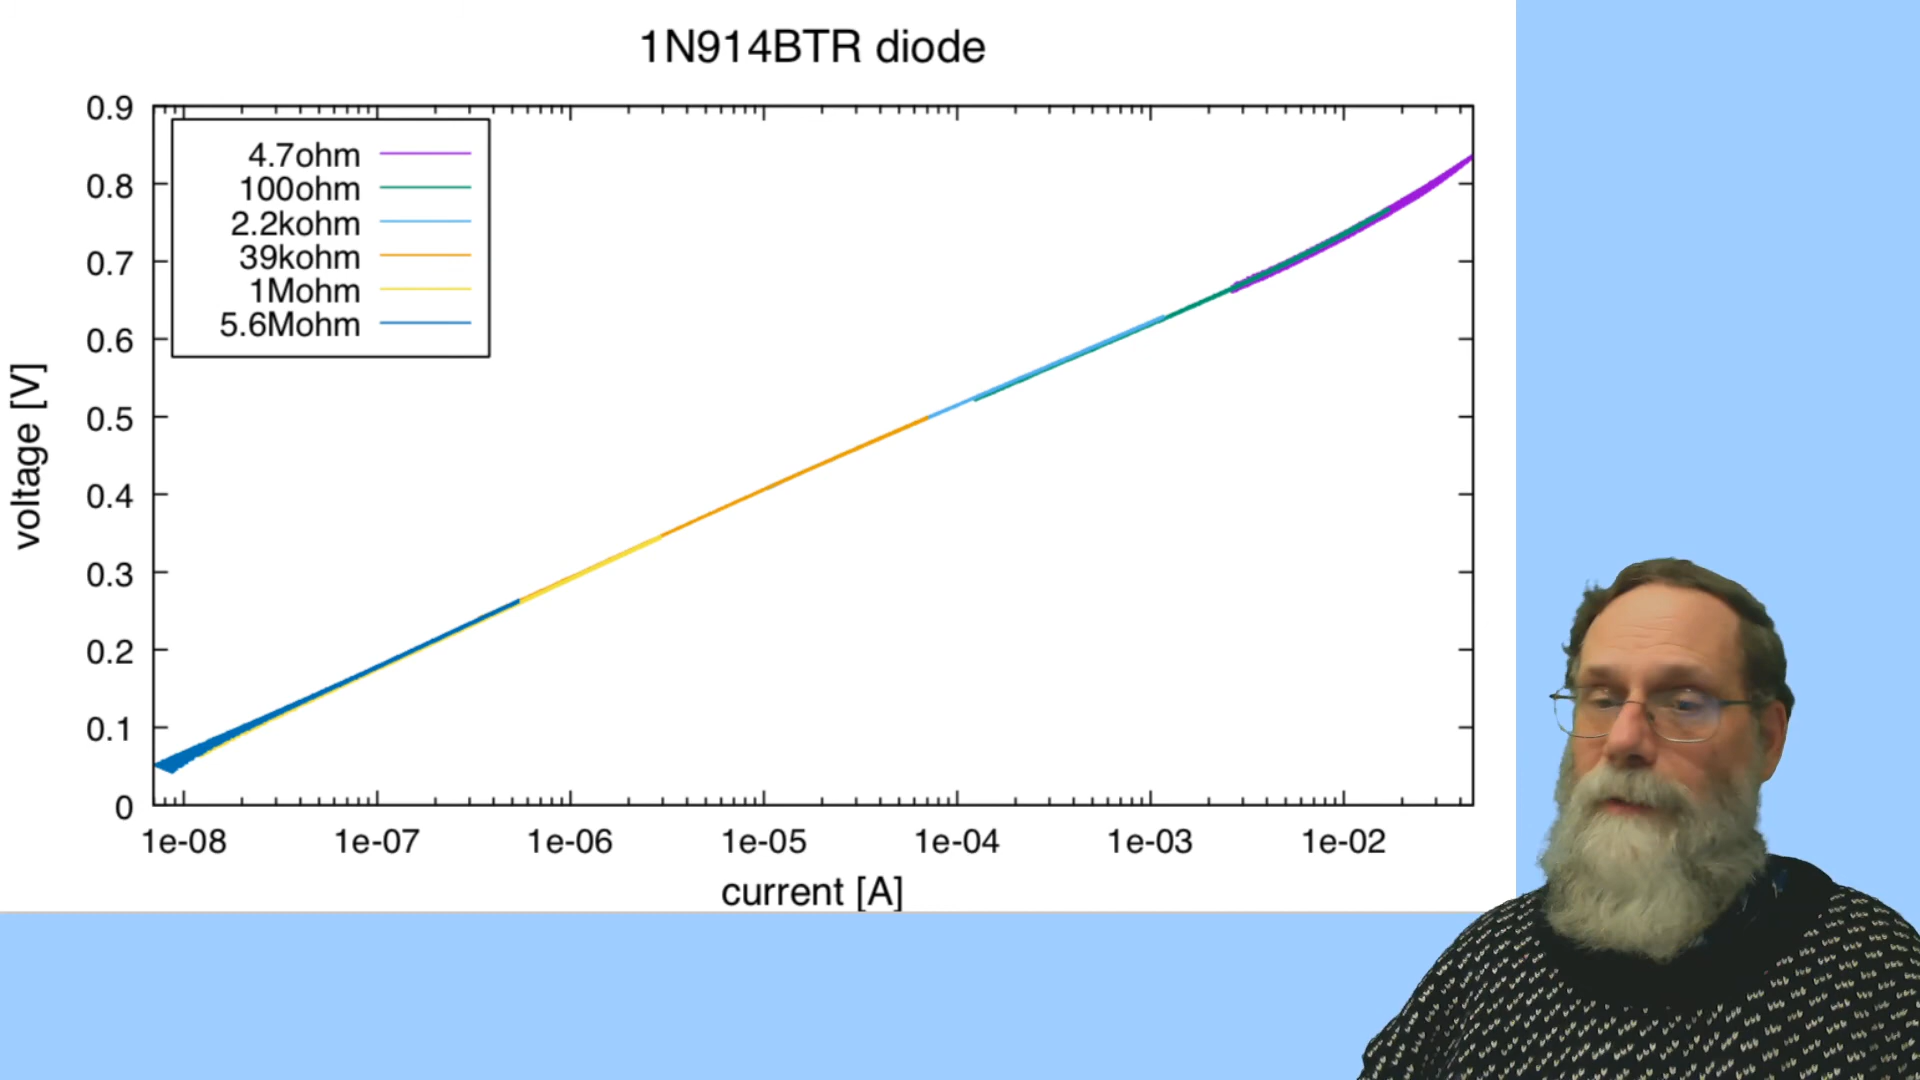 1N914BTR diode
0.9
0.8
0.7
0.6
0.5
0.4
0.3
0.2
0.1
0
voltage [V]
4.7ohm
100ohm
2.2kohm
39kohm
1Mohm
5.6Mohm
1e-08 1e-07 1e-06 1e-05 1e-04 1e-03 1e-02
current [A]